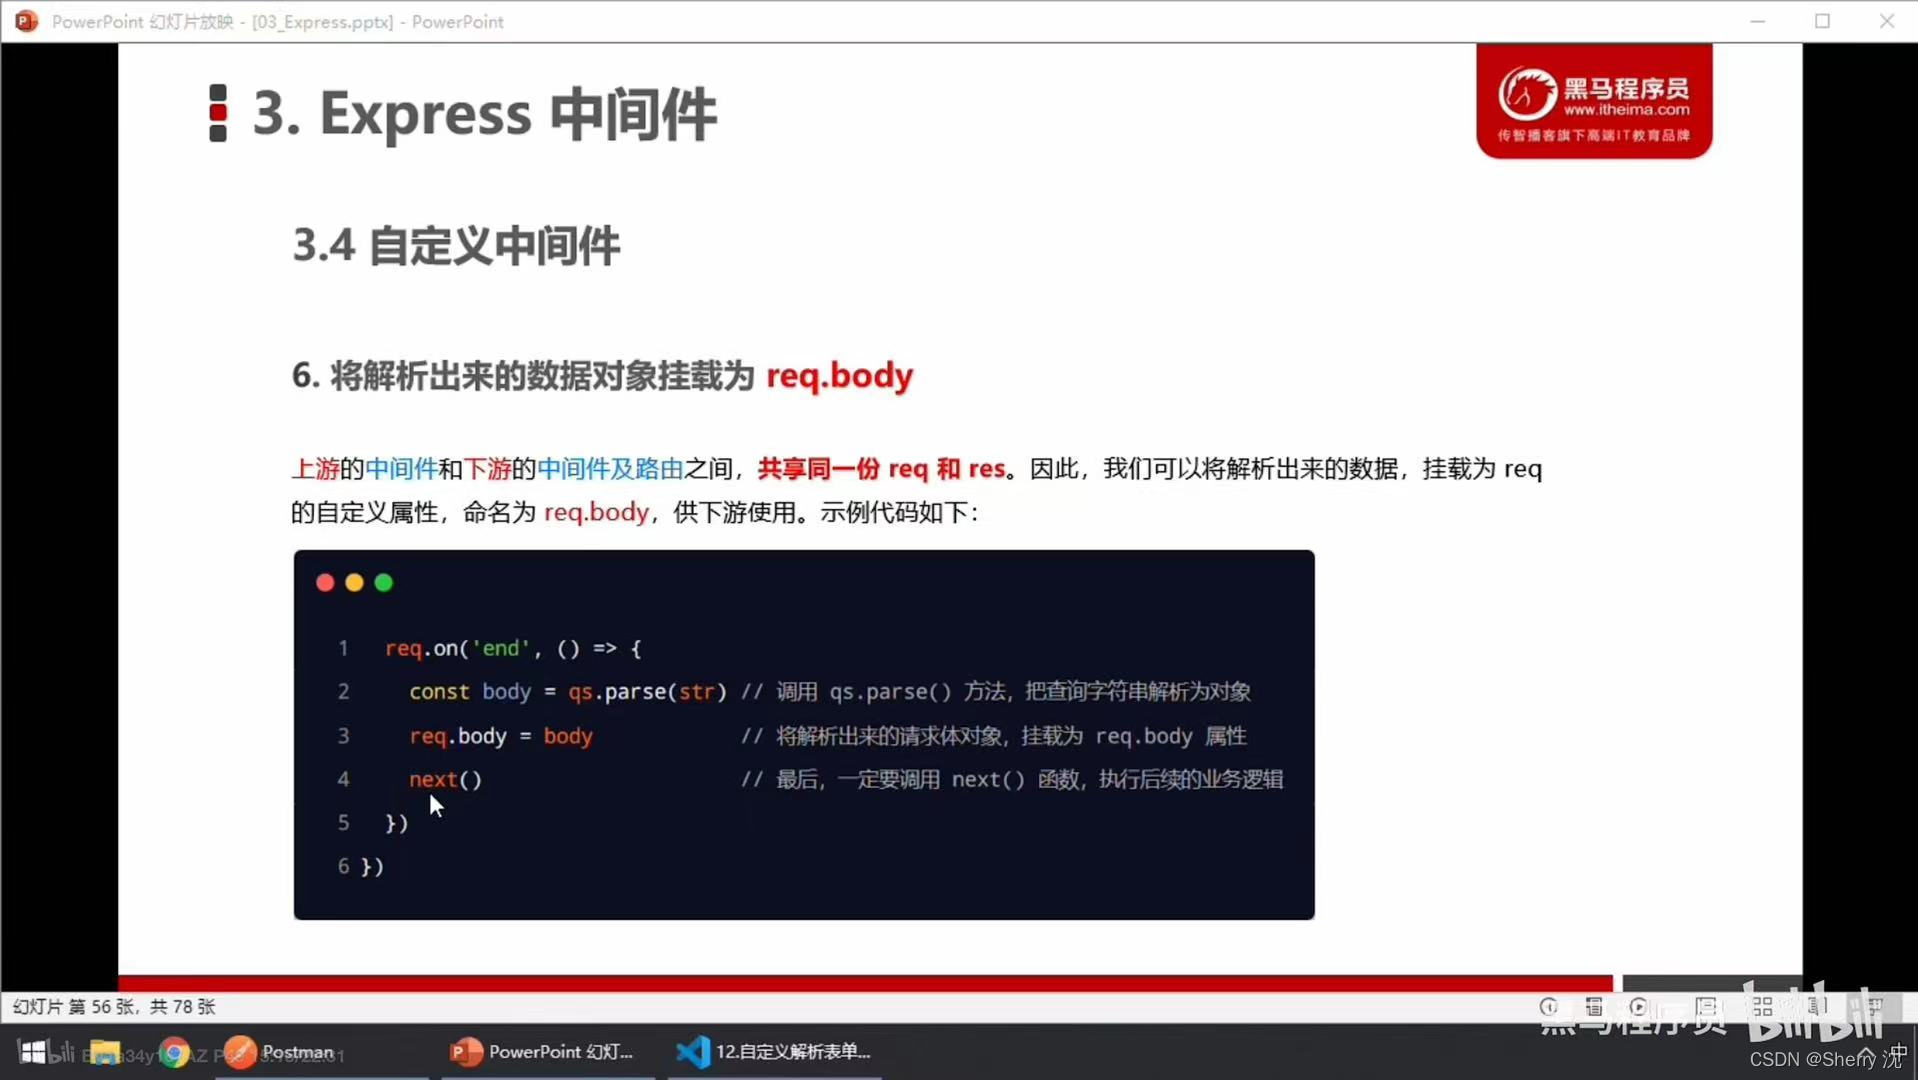 PowerPoint 幻灯片放映 - [03_Express.pptx] - PowerPoint
3. Express 中间件
黑马程序员
www.itheima.com
传智播客旗下高端IT教育品牌
3.4 自定义中间件
6. 将解析出来的数据对象挂载为 req.body
上游的中间件和下游的中间件及路由之间，共享同一份 req 和 res。因此，我们可以将解析出来的数据，挂载为 req
的自定义属性，命名为 req.body，供下游使用。示例代码如下：
1 req.on('end', () => {
2 const body = qs.parse(str) // 调用 qs.parse() 方法，把查询字符串解析为对象
3 req.body = body // 将解析出来的请求体对象，挂载为 req.body 属性
4 next() // 最后，一定要调用 next() 函数，执行后续的业务逻辑
5 })
6 })
幻灯片 第 56 张，共 78 张
黑马程序员 bilibili
Postman
PowerPoint 幻灯...
12.自定义解析表单...
中
CSDN @Sherry 沈